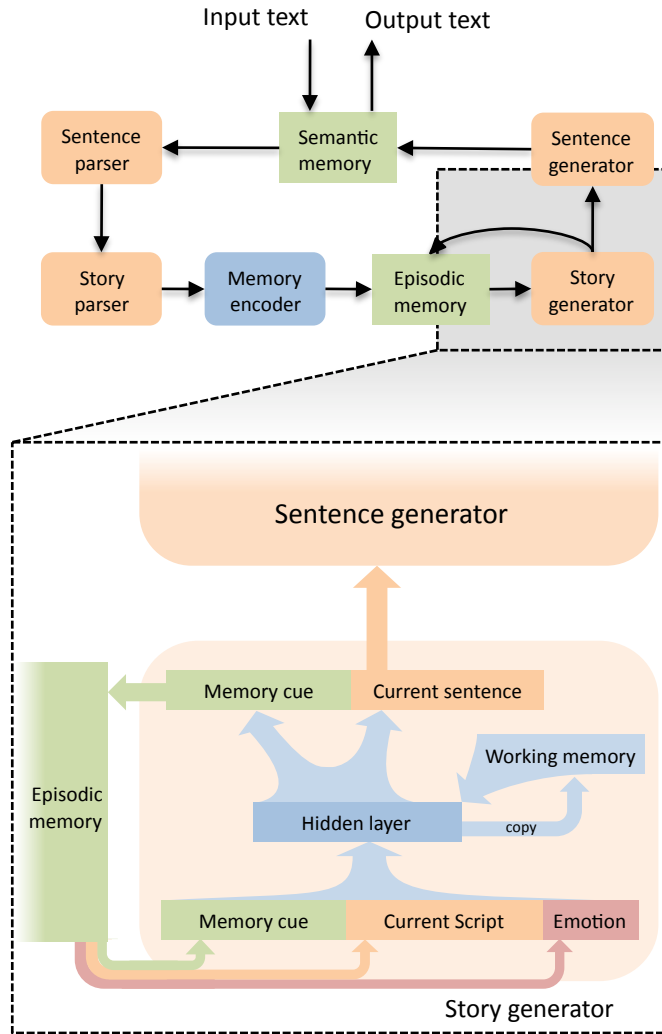 Input text
Output text
Sentence
parser
Semantic
memory
Sentence
generator
Story
parser
Memory
encoder
Episodic
memory
Story
generator
Sentence generator
Memory cue
Current sentence
Working memory
Episodic
memory
Hidden layer
copy
Memory cue
Current Script
Emotion
Story generator